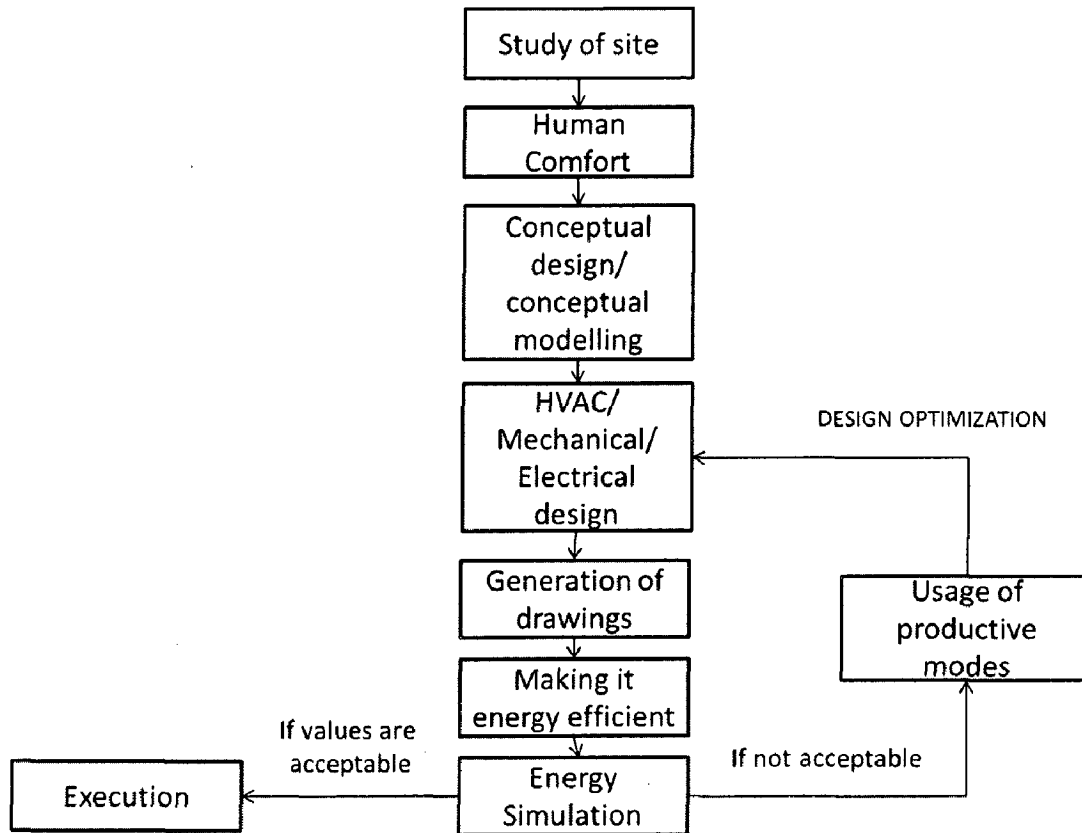 Study of site
Human
Comfort
Conceptual
design/
conceptual
modelling
HVAC/
Mechanical/
Electrical
design
DESIGN OPTIMIZATION
Generation of
drawings
Usage of
productive
modes
Making it
energy efficient
If values are
acceptable
If not acceptable
Execution
Energy
Simulation